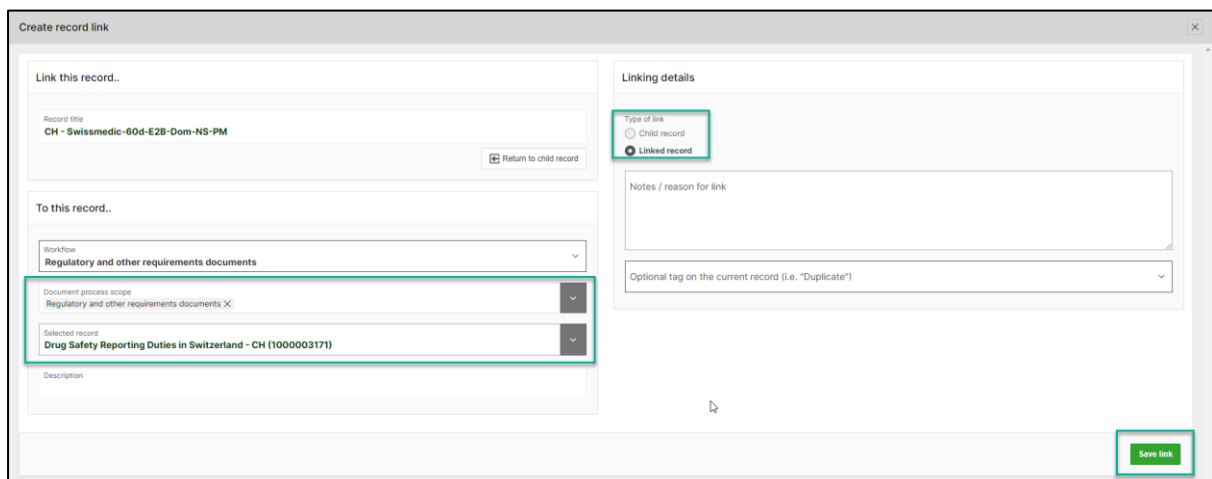 Create record link
Link this record..
Record title
CH - Swissmedic-60d-E2B-Dom-NS-PM
Return to child record
To this record..
Workflow
Regulatory and other requirements documents
Document process scope
Regulatory and other requirements documents
Selected record
Drug Safety Reporting Duties in Switzerland - CH (1000003171)
Description
Linking details
Type of link
Child record
Linked record
Notes / reason for link
Optional tag on the current record (i.e. "Duplicate")
Save link